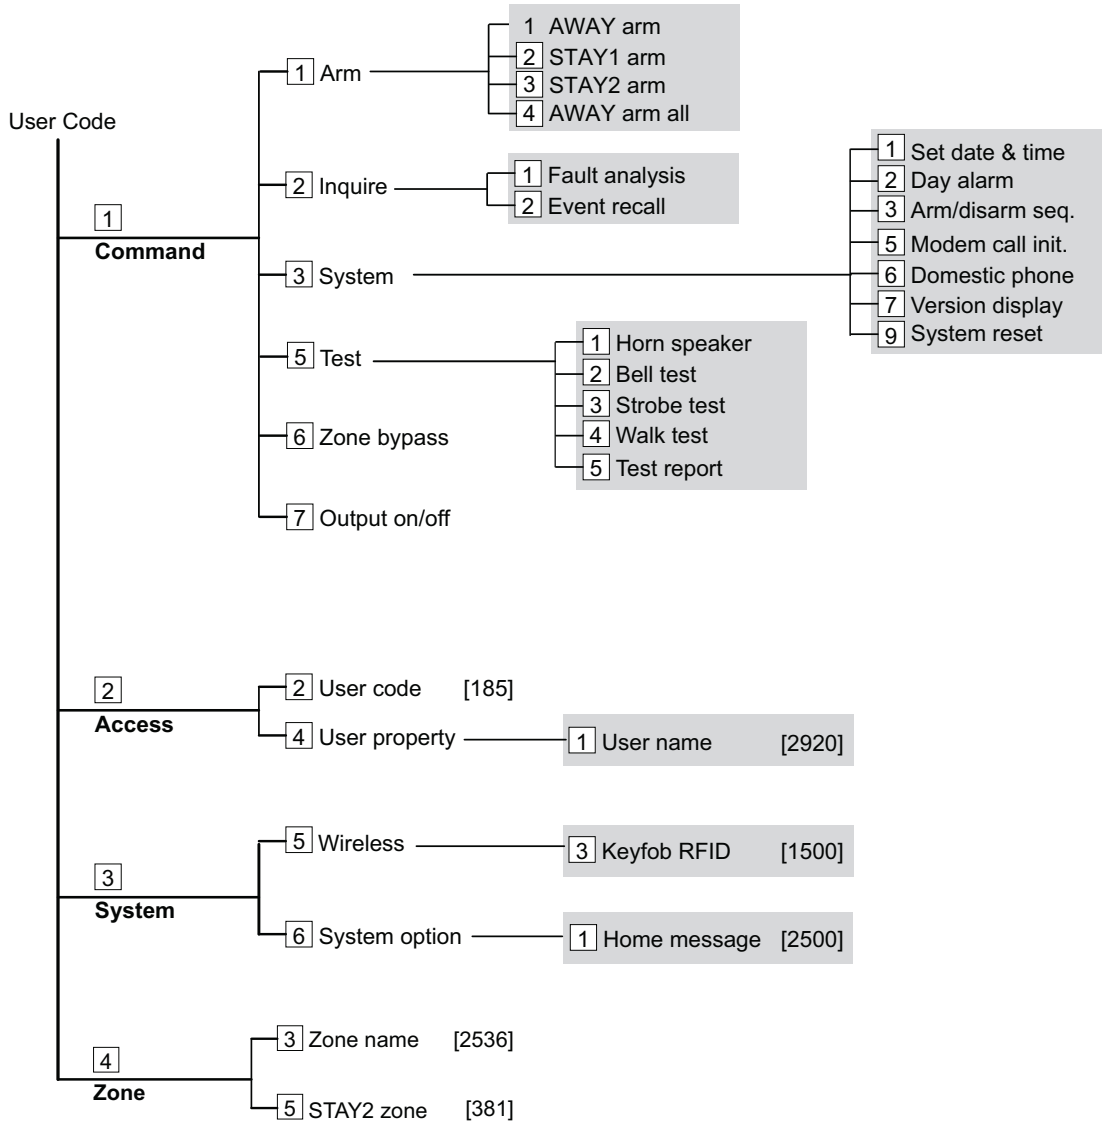 User Code
1
Command
1 Arm
1 AWAY arm
2 STAY1 arm
3 STAY2 arm
4 AWAY arm all
2 Inquire
1 Fault analysis
2 Event recall
3 System
1 Set date & time
2 Day alarm
3 Arm/disarm seq.
5 Modem call init.
6 Domestic phone
7 Version display
9 System reset
5 Test
1 Horn speaker
2 Bell test
3 Strobe test
4 Walk test
5 Test report
6 Zone bypass
7 Output on/off
2
Access
2 User code [185]
4 User property
1 User name [2920]
3
System
5 Wireless
3 Keyfob RFID [1500]
6 System option
1 Home message [2500]
4
Zone
3 Zone name [2536]
5 STAY2 zone [381]